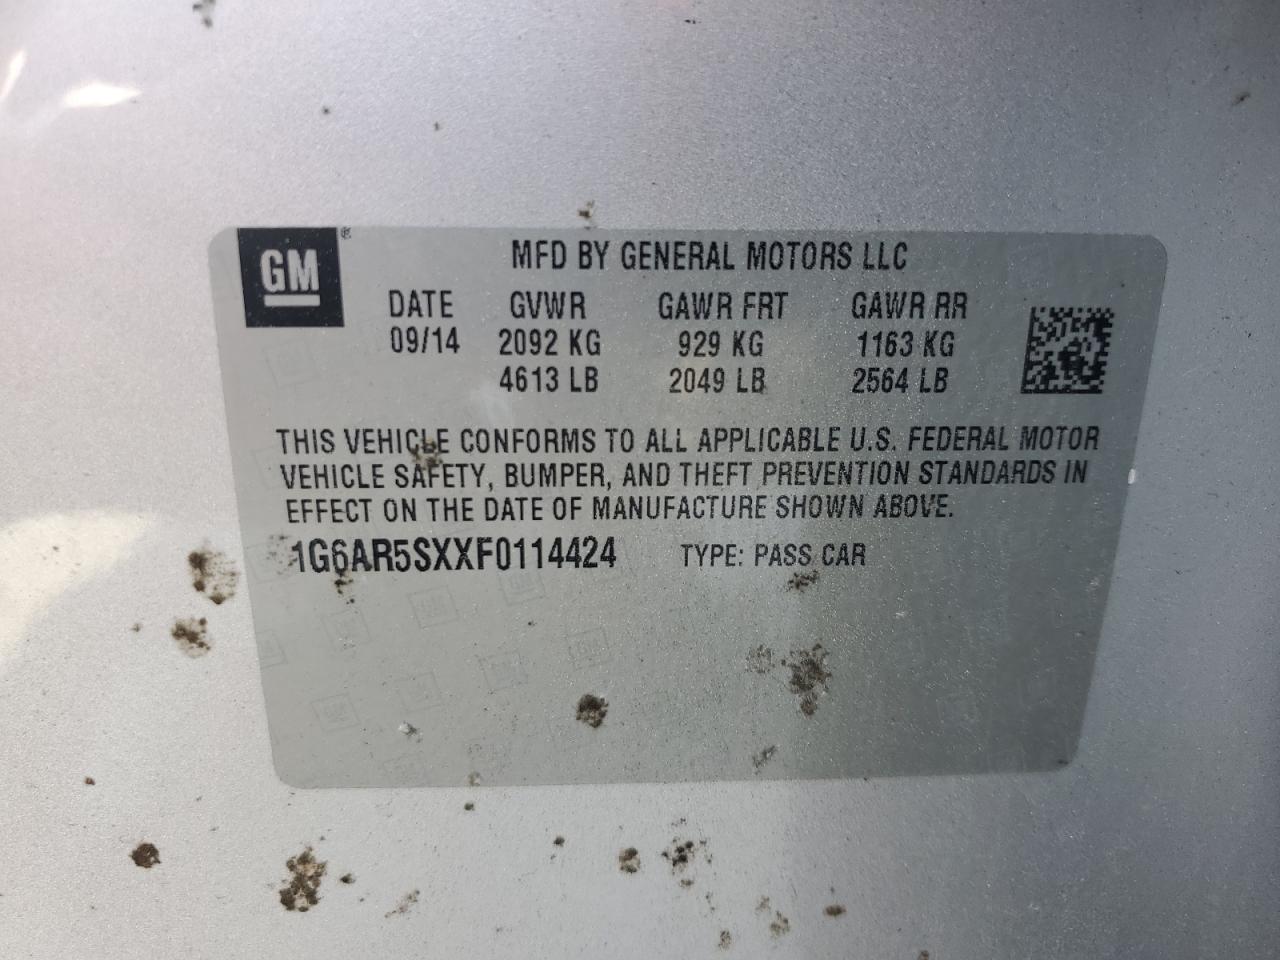 GM
MFD BY GENERAL MOTORS LLC
DATE GVWR GAWR FRT GAWR RR
09/14 2092 KG 929 KG 1163 KG
4613 LB 2049 LB 2564 LB
THIS VEHICLE CONFORMS TO ALL APPLICABLE U.S. FEDERAL MOTOR
VEHICLE SAFETY, BUMPER, AND THEFT PREVENTION STANDARDS IN
EFFECT ON THE DATE OF MANUFACTURE SHOWN ABOVE.
1G6AR5SXXF0114424 TYPE: PASS CAR